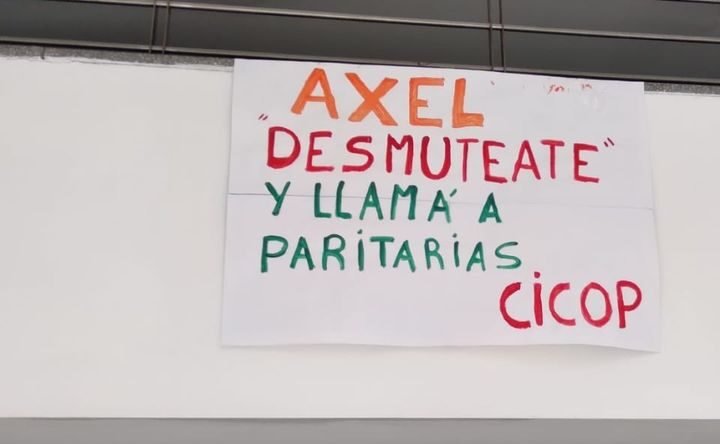 AXEL
"DESMUTEATE"
Y LLAMÁ A
PARITARIAS
CICOP